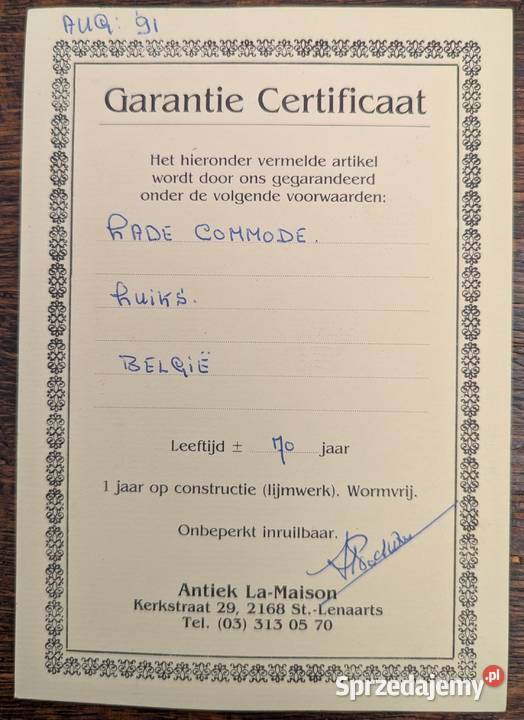 AUG: '91
Garantie Certificaat
Het hieronder vermelde artikel
wordt door ons gegarandeerd
onder de volgende voorwaarden:
LADE COMMODE.
Luiks.
BELGIË
Leeftijd ± 70 jaar
1 jaar op constructie (lijmwerk). Wormvrij.
Onbeperkt inruilbaar.
Antiek La-Maison
Kerkstraat 29, 2168 St.-Lenaarts
Tel. (03) 313 05 70
Sprzedajemy.pl